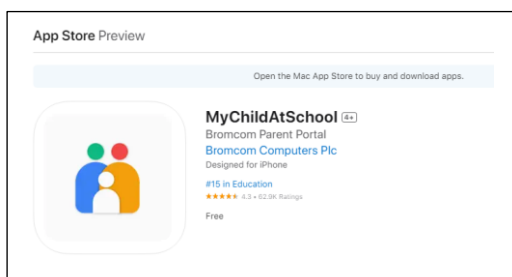 App Store Preview
Open the Mac App Store to buy and download apps.
MyChildAtSchool 4+
Bromcom Parent Portal
Bromcom Computers Plc
Designed for iPhone
#15 in Education
★★★★★ 4.3 • 62.9K Ratings
Free